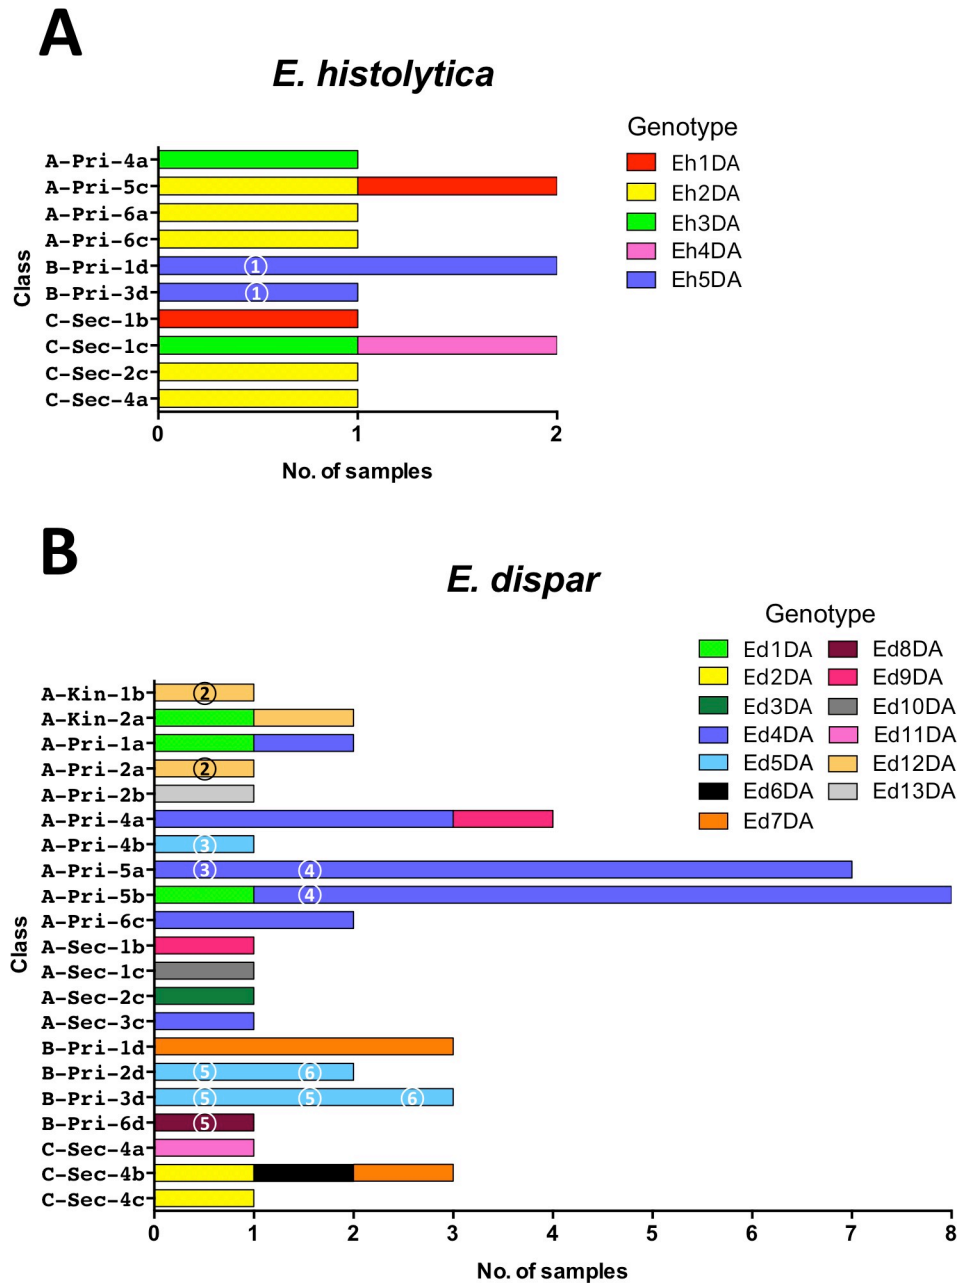 A
E. histolytica
Genotype
Eh1DA
Eh2DA
Eh3DA
Eh4DA
Eh5DA
Class
A-Pri-4a
A-Pri-5c
A-Pri-6a
A-Pri-6c
B-Pri-1d
1
B-Pri-3d
1
C-Sec-1b
C-Sec-1c
C-Sec-2c
C-Sec-4a
0 1 2
No. of samples
B
E. dispar
Genotype
Ed1DA Ed8DA
Ed2DA Ed9DA
Ed3DA Ed10DA
Ed4DA Ed11DA
Ed5DA Ed12DA
Ed6DA Ed13DA
Ed7DA
Class
A-Kin-1b 2
A-Kin-2a
A-Pri-1a
A-Pri-2a 2
A-Pri-2b
A-Pri-4a
A-Pri-4b 3
A-Pri-5a 3 4
A-Pri-5b 4
A-Pri-6c
A-Sec-1b
A-Sec-1c
A-Sec-2c
A-Sec-3c
B-Pri-1d
B-Pri-2d 5 6
B-Pri-3d 5 5 6
B-Pri-6d 5
C-Sec-4a
C-Sec-4b
C-Sec-4c
0 1 2 3 4 5 6 7 8
No. of samples